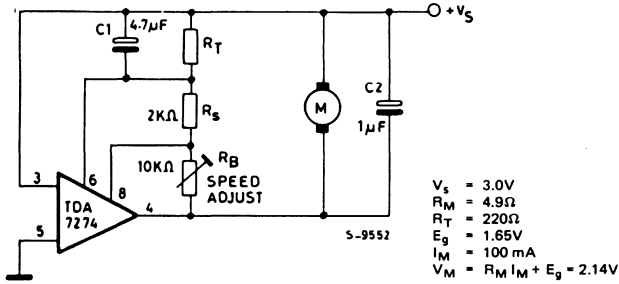 +VS
C1
4.7µF
RT
2KΩ
Rs
M
C2
1µF
10KΩ
RB
SPEED
ADJUST
3
6
8
TDA
7274
4
5
S-9552
Vs = 3.0V
RM = 4.9Ω
RT = 220Ω
Eg = 1.65V
IM = 100 mA
VM = RM IM + Eg = 2.14V